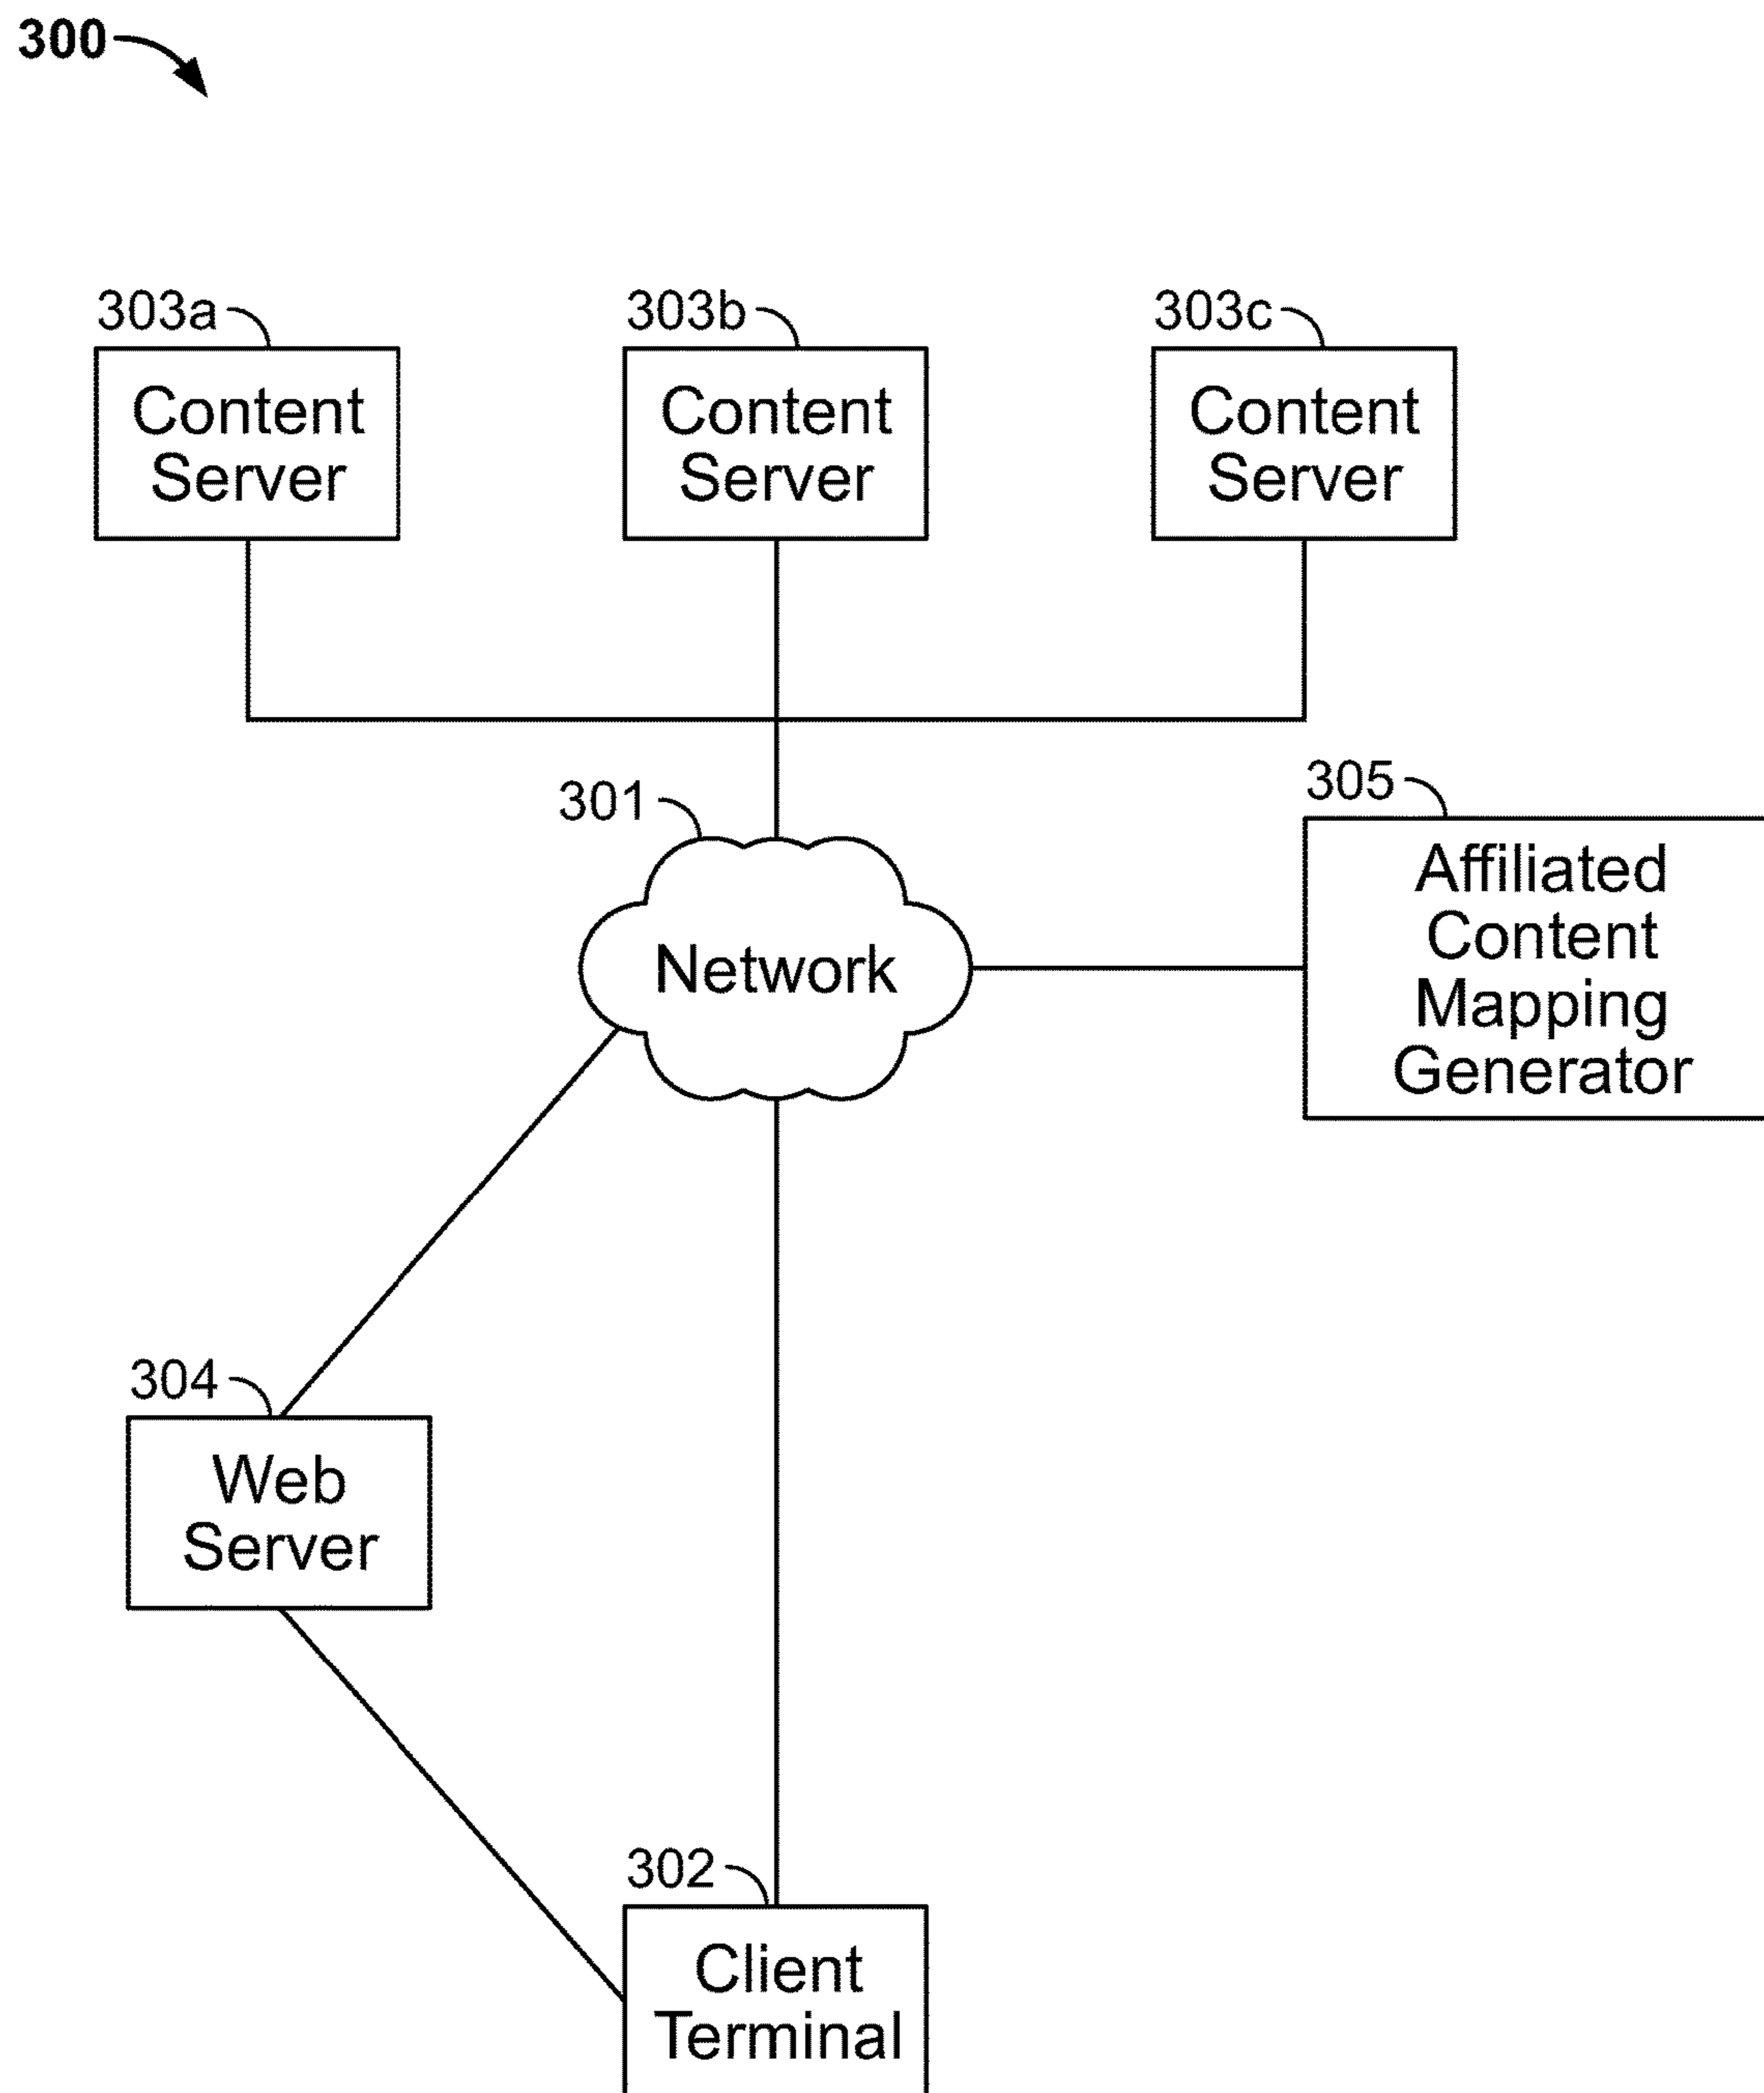 300
303a
303b
303c
Content
Server
Content
Server
Content
Server
301
305
Network
Affiliated
Content
Mapping
Generator
304
Web
Server
302
Client
Terminal